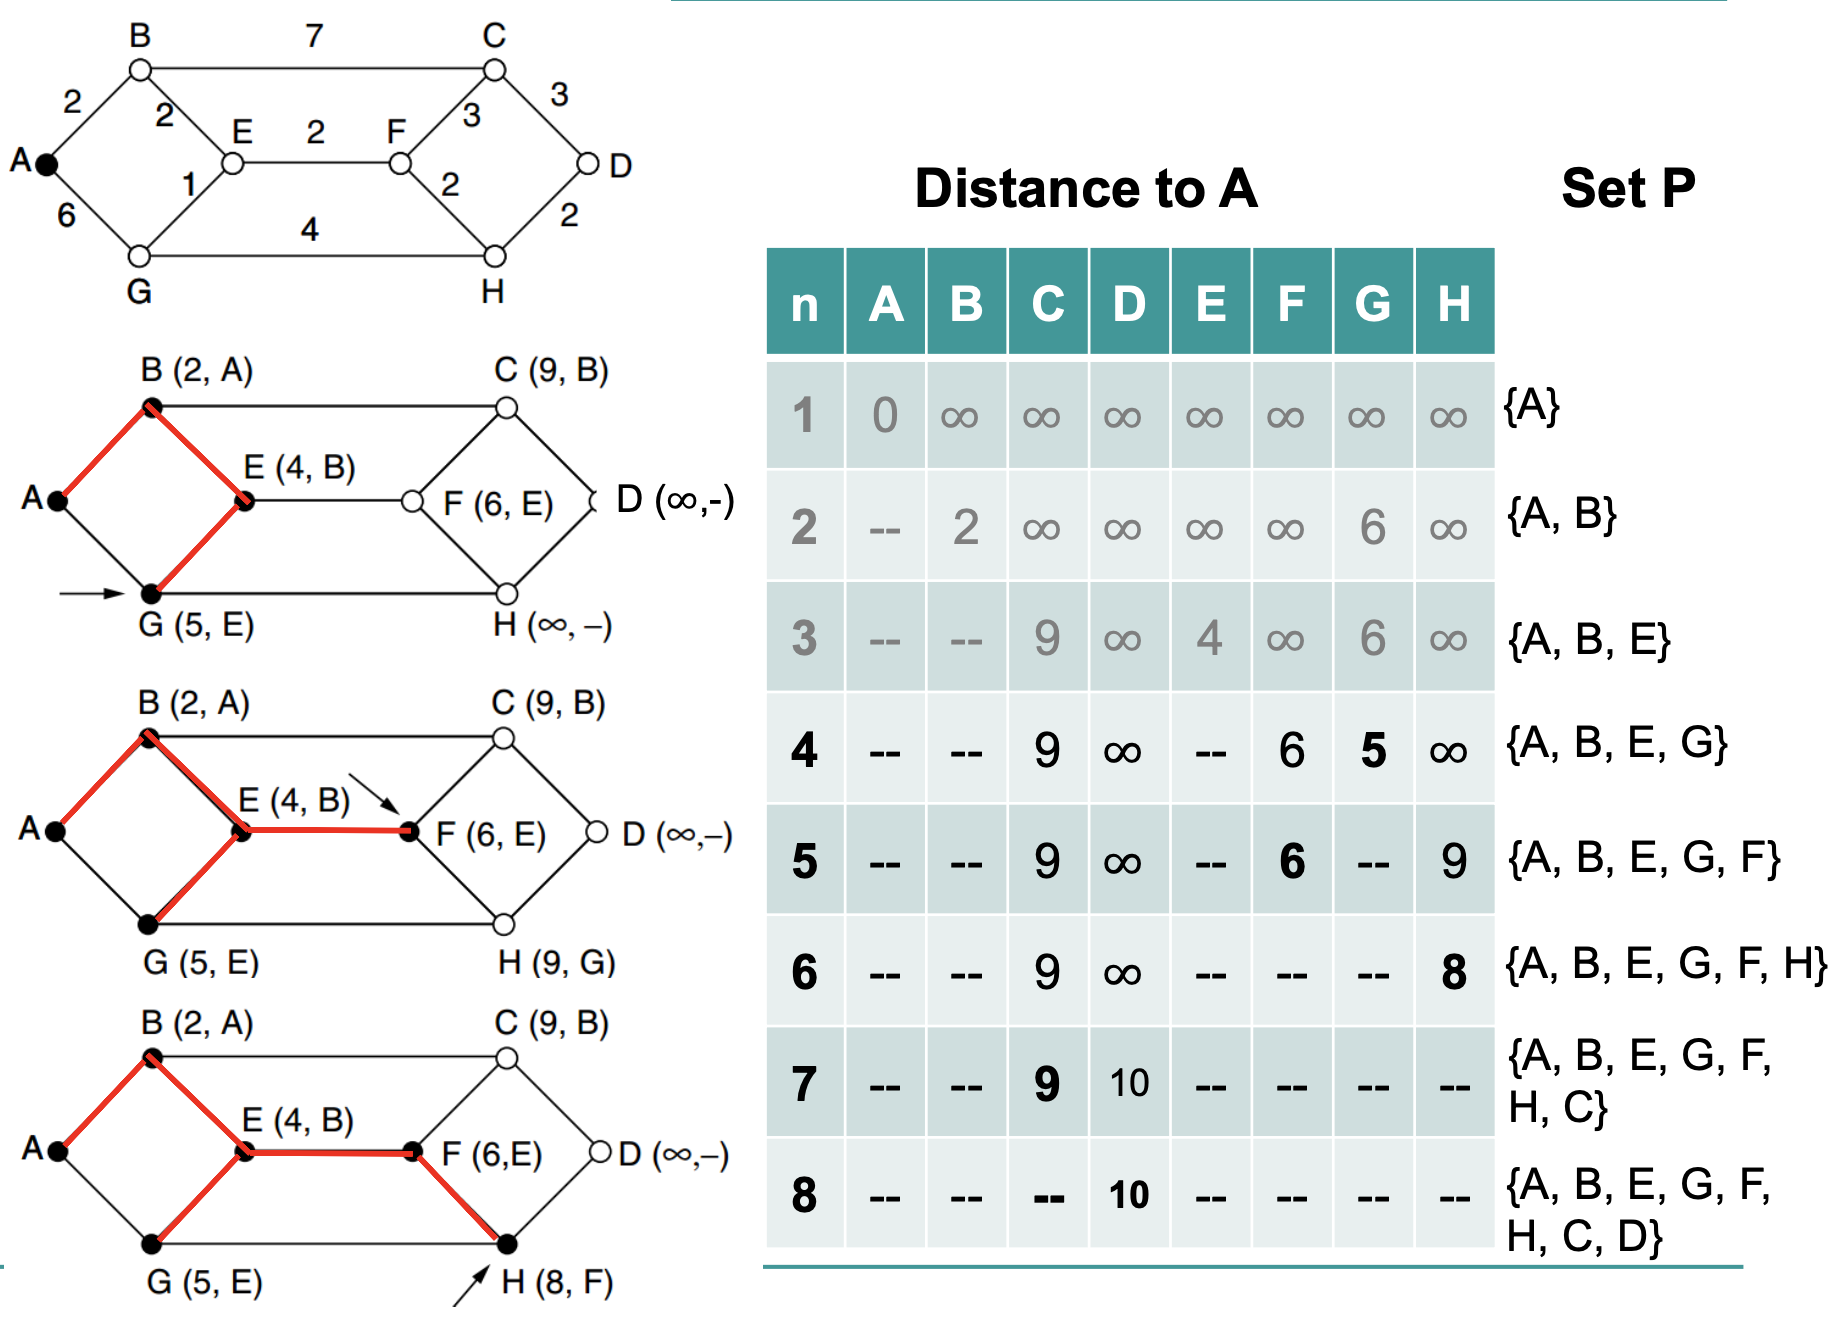 B 7 C
2 2 E 2 F 3 3
A D
6 1 2 2
4
G H
B (2, A) C (9, B)
E (4, B)
A F (6, E) D (∞,-)
G (5, E) H (∞, –)
B (2, A) C (9, B)
E (4, B)
A F (6, E) D (∞,–)
G (5, E) H (9, G)
B (2, A) C (9, B)
E (4, B)
A F (6,E) D (∞,–)
G (5, E) H (8, F)
Distance to A Set P
n A B C D E F G H
1 0 ∞ ∞ ∞ ∞ ∞ ∞ ∞ {A}
2 -- 2 ∞ ∞ ∞ ∞ 6 ∞ {A, B}
3 -- -- 9 ∞ 4 ∞ 6 ∞ {A, B, E}
4 -- -- 9 ∞ -- 6 5 ∞ {A, B, E, G}
5 -- -- 9 ∞ -- 6 -- 9 {A, B, E, G, F}
6 -- -- 9 ∞ -- -- -- 8 {A, B, E, G, F, H}
7 -- -- 9 10 -- -- -- -- {A, B, E, G, F,
H, C}
8 -- -- -- 10 -- -- -- -- {A, B, E, G, F,
H, C, D}